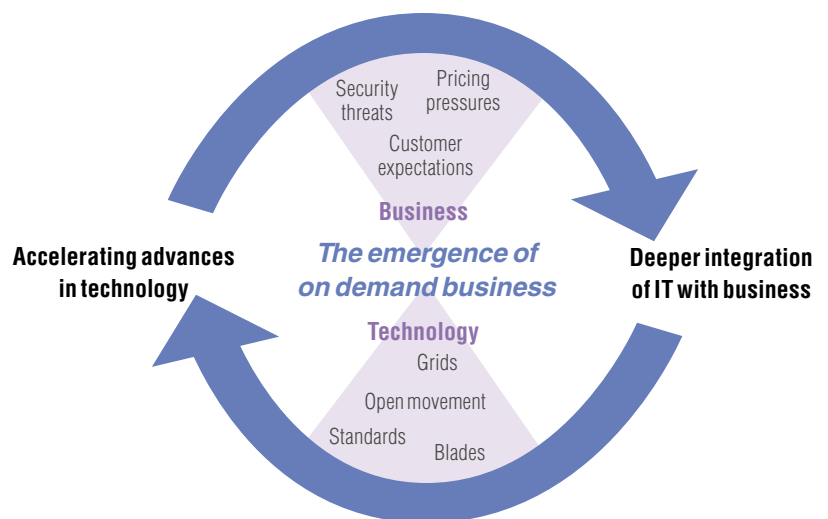 Security
threats
Pricing
pressures
Customer
expectations
Business
Accelerating advances
in technology
The emergence of
on demand business
Deeper integration
of IT with business
Technology
Grids
Open movement
Standards
Blades